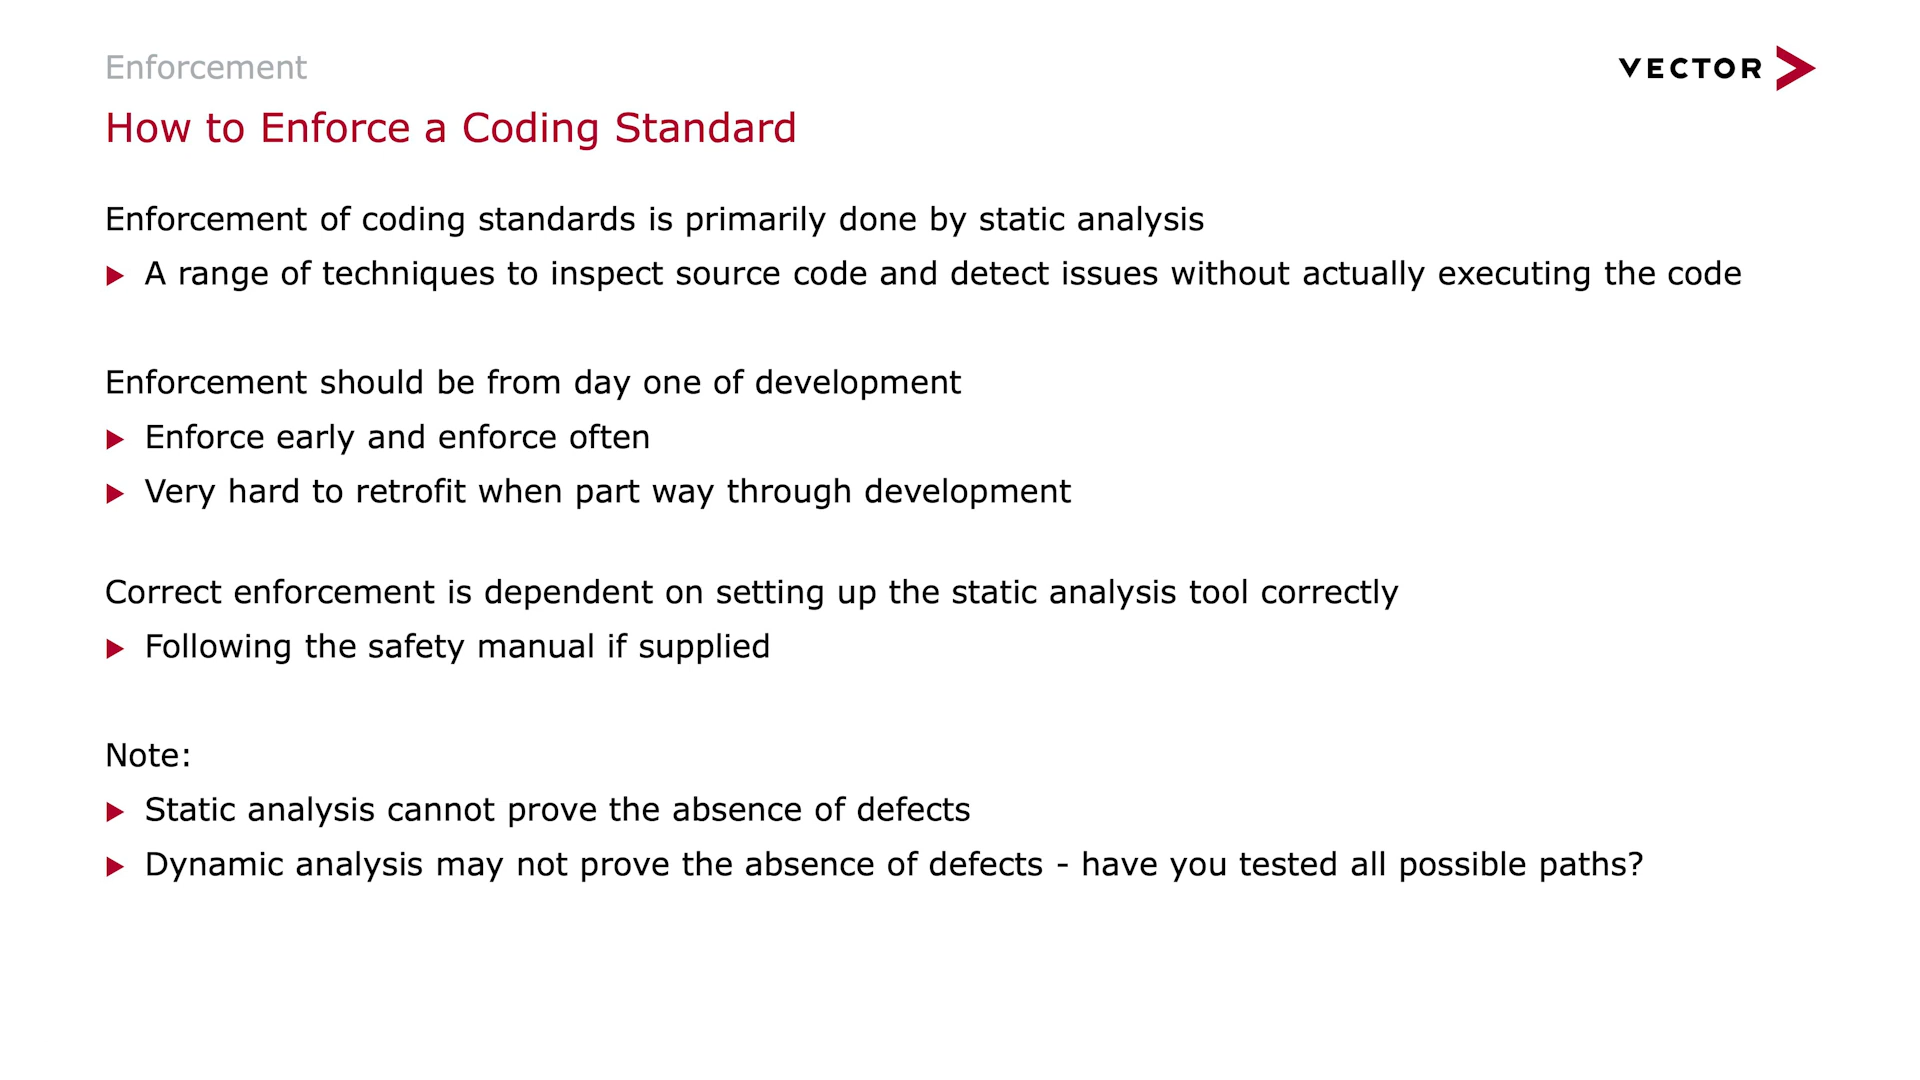 Enforcement
VECTOR
How to Enforce a Coding Standard
Enforcement of coding standards is primarily done by static analysis
A range of techniques to inspect source code and detect issues without actually executing the code
Enforcement should be from day one of development
Enforce early and enforce often
Very hard to retrofit when part way through development
Correct enforcement is dependent on setting up the static analysis tool correctly
Following the safety manual if supplied
Note:
Static analysis cannot prove the absence of defects
Dynamic analysis may not prove the absence of defects - have you tested all possible paths?